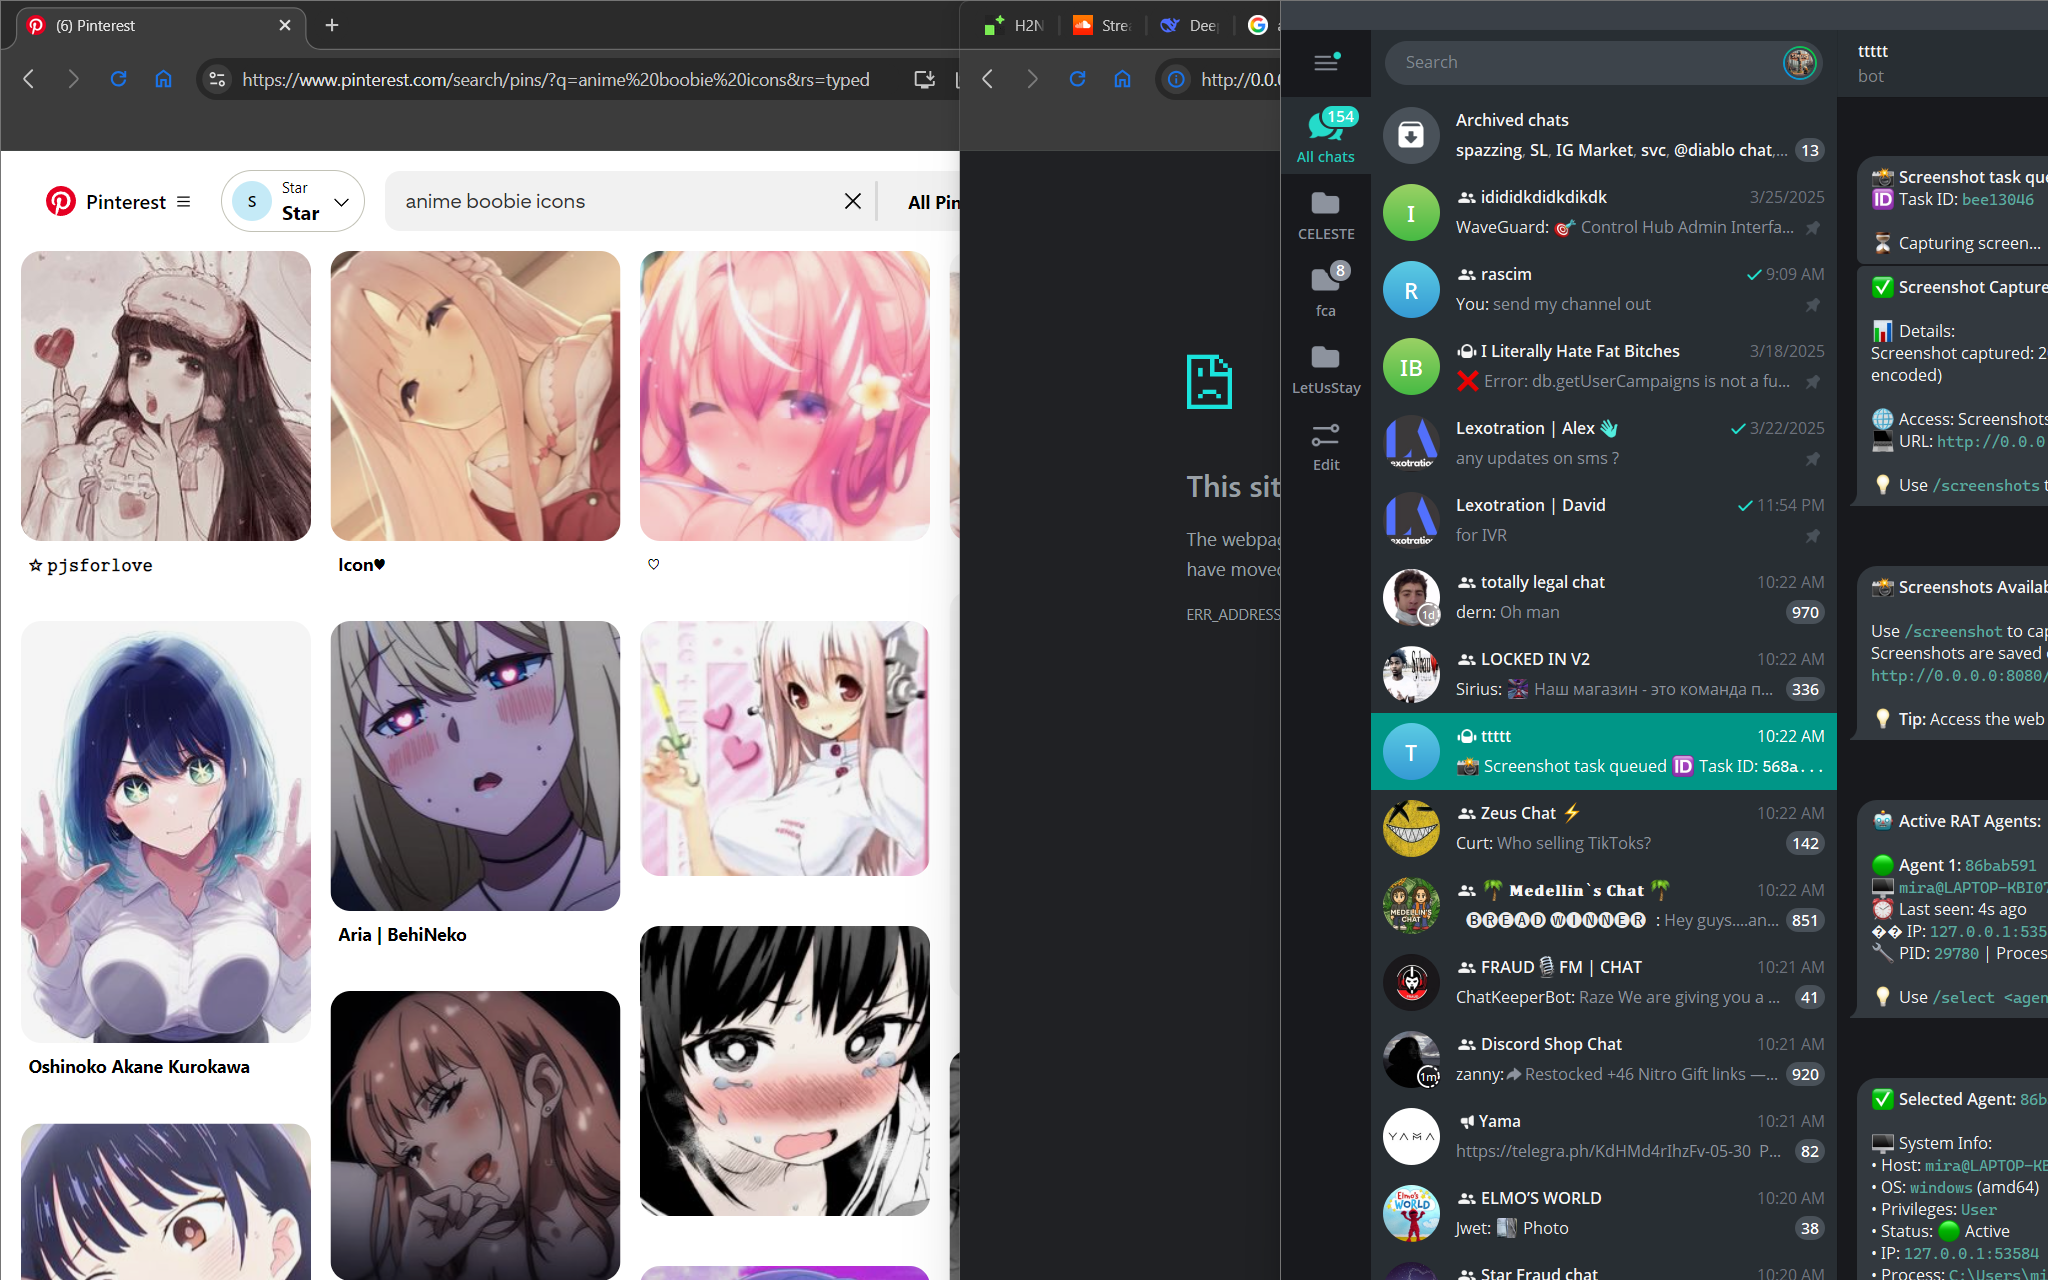 (6) Pinterest
https://www.pinterest.com/search/pins/?q=anime%20boobie%20icons&rs=typed
Pinterest
S
Star
Star
anime boobie icons
All Pin
☆ pjsforlove
Icon♥
♡
Oshinoko Akane Kurokawa
Aria | BehiNeko
H2N
Stre
Dee
http://0.0.
This sit
The webpag
have moved
ERR_ADDRESS
154
All chats
CELESTE
8
fca
LetUsStay
Edit
Search
Archived chats
spazzing, SL, IG Market, svc, @diablo chat,...
13
I
idididkdidkdikdk
3/25/2025
WaveGuard: 🎯 Control Hub Admin Interfa...
R
rascim
9:09 AM
You: send my channel out
IB
I Literally Hate Fat Bitches
3/18/2025
❌ Error: db.getUserCampaigns is not a fu...
exotratio
Lexotration | Alex 👋
3/22/2025
any updates on sms ?
exotratio
Lexotration | David
11:54 PM
for IVR
1d
totally legal chat
10:22 AM
dern: Oh man
970
LOCKED IN V2
10:22 AM
Sirius: Наш магазин - это команда п...
336
T
ttttt
10:22 AM
📸 Screenshot task queued 🆔 Task ID: 568a...
Zeus Chat ⚡
10:22 AM
Curt: Who selling TikToks?
142
MEDELLIN'S
CHAT
🌴 Medellin`s Chat 🌴
10:22 AM
🅑🅡🅔🅐🅓 🅦🅘🅝🅝🅔🅡 : Hey guys....an...
851
FRAUD🎙FM | CHAT
10:21 AM
ChatKeeperBot: Raze We are giving you a ...
41
1m
Discord Shop Chat
10:21 AM
zanny: Restocked +46 Nitro Gift links —...
920
YAMA
Yama
10:21 AM
https://telegra.ph/KdHMd4rIhzFv-05-30 P...
82
Elmo's
WORLD
ELMO'S WORLD
10:20 AM
Jwet: Photo
38
Star Fraud chat
10:20 AM
ttttt
bot
📸 Screenshot task que
🆔 Task ID: bee13046
⏳ Capturing screen...
✅ Screenshot Capture
📊 Details:
Screenshot captured: 2
encoded)
🌐 Access: Screenshots
💻 URL: http://0.0.0
💡 Use /screenshots t
📸 Screenshots Availab
Use /screenshot to cap
Screenshots are saved
http://0.0.0.0:8080/
💡 Tip: Access the web
🤖 Active RAT Agents:
🟢 Agent 1: 86bab591
🖥 mira@LAPTOP-KBI07
⏰ Last seen: 4s ago
�� IP: 127.0.0.1:535
🔧 PID: 29780 | Proces
💡 Use /select <agen
✅ Selected Agent: 86b
🖥 System Info:
• Host: mira@LAPTOP-KB
• OS: windows (amd64)
• Privileges: User
• Status: 🟢 Active
• IP: 127.0.0.1:53584
• Process: C:\Users\mi